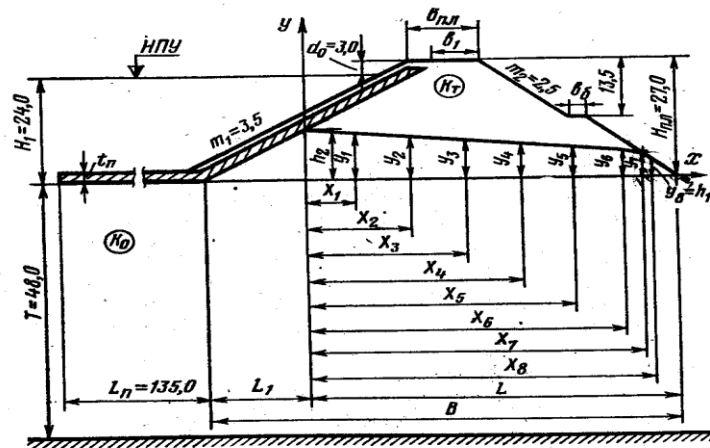 y
bпл
НПУ
d₀=3,0
b₁
Kт
m₂=2,5
bб
13,5
Hпл=27,0
H₁=24,0
m₁=3,5
tп
h₂
y₁
y₂
y₃
y₄
y₅
y₆
y₇
x
y₈=h₁
X₁
X₂
K₀
X₃
X₄
T=48,0
X₅
X₆
X₇
X₈
Lп=135,0
L₁
L
B